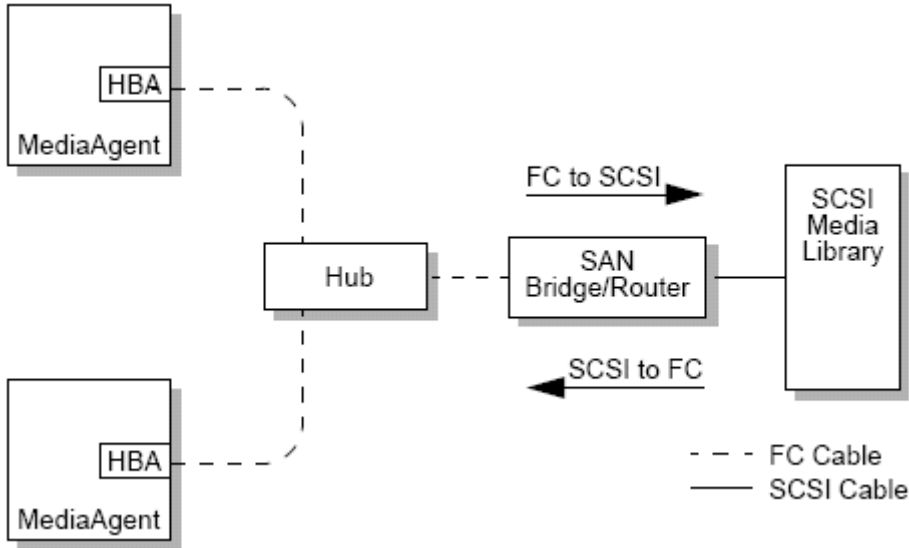 HBA
MediaAgent
FC to SCSI
SCSI
Media
Library
Hub
SAN
Bridge/Router
SCSI to FC
HBA
MediaAgent
FC Cable
SCSI Cable